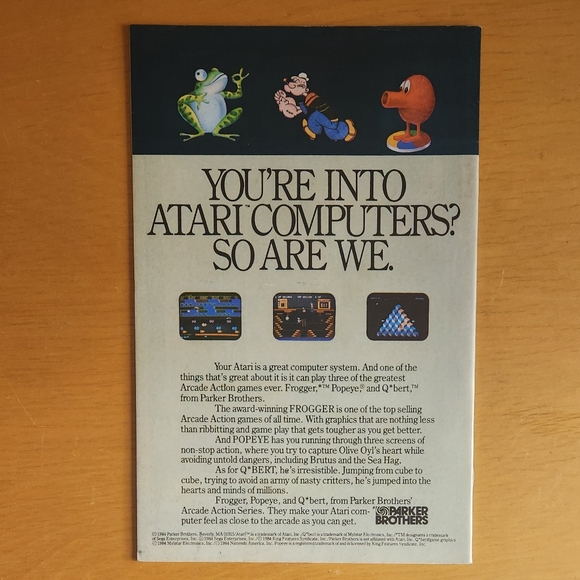 YOU'RE INTO
ATARI™ COMPUTERS?
SO ARE WE.
Your Atari is a great computer system. And one of the
things that's great about it is it can play three of the greatest
Arcade Action games ever. Frogger,*™ Popeye,® and Q*bert,™
from Parker Brothers.
The award-winning FROGGER is one of the top selling
Arcade Action games of all time. With graphics that are nothing less
than ribbitting and game play that gets tougher as you get better.
And POPEYE has you running through three screens of
non-stop action, where you try to capture Olive Oyl's heart while
avoiding untold dangers, including Brutus and the Sea Hag.
As for Q*BERT, he's irresistible. Jumping from cube to
cube, trying to avoid an army of nasty critters, he's jumped into the
hearts and minds of millions.
Frogger, Popeye, and Q*bert, from Parker Brothers'
Arcade Action Series. They make your Atari com-
puter feel as close to the arcade as you can get.
PARKER
BROTHERS